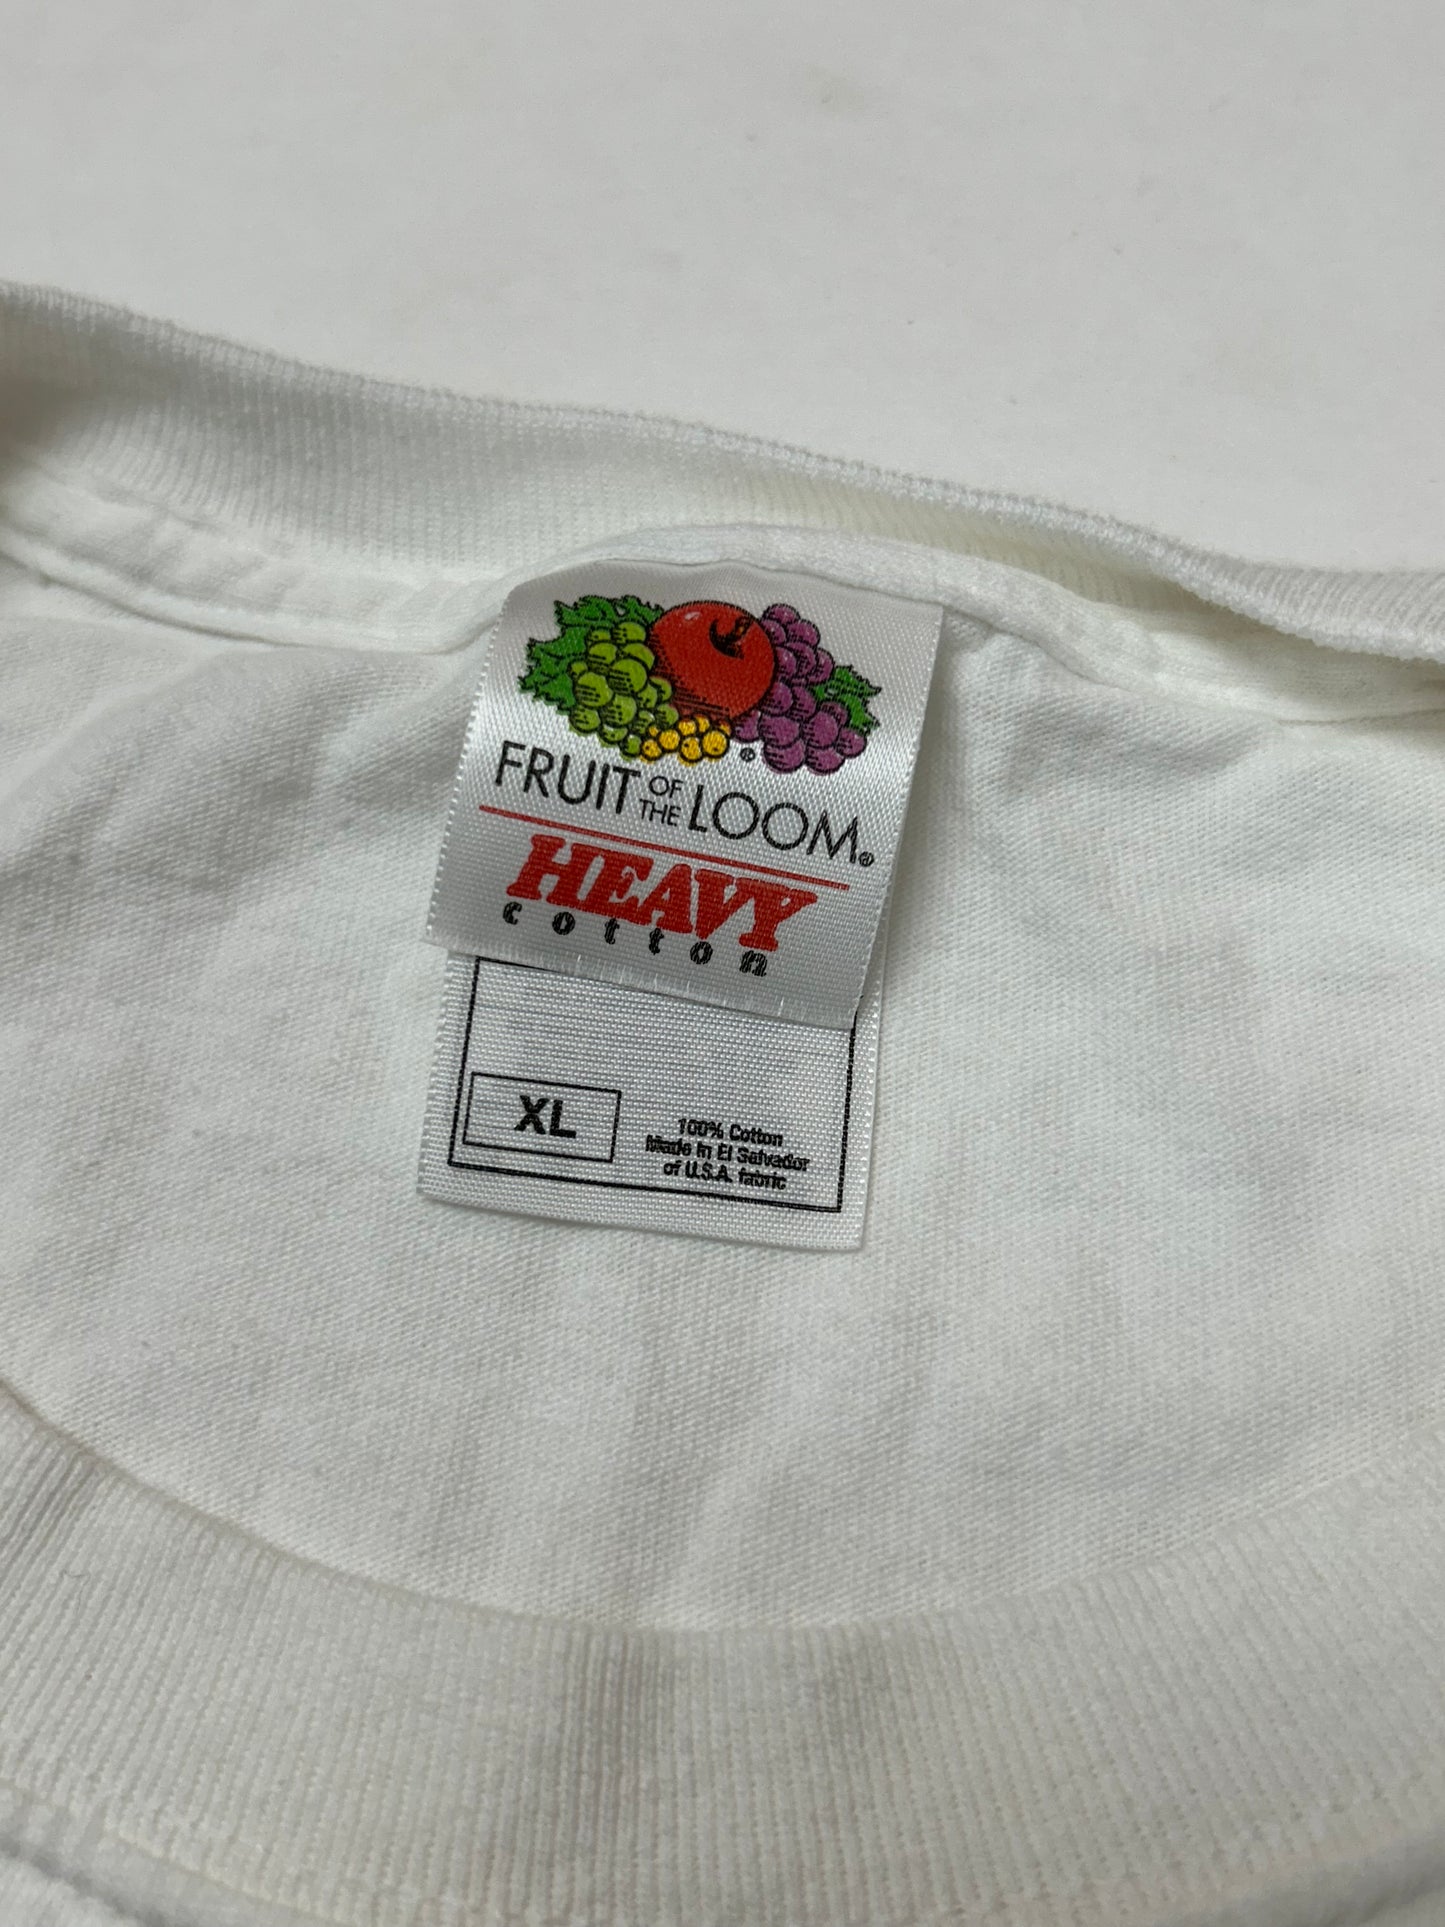 ®
FRUIT OF THE LOOM®
HEAVY
cotton
XL
100% Cotton
Made in El Salvador
of U.S.A. fabric